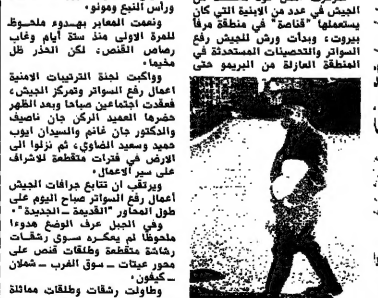 الجيش في عدد من الابنية التي كان
يستعملها "قناصة" في منطقة مرفأ
بيروت، وبدأت ورش للجيش رفع
السواتر والتحصينات المستحدثة في
المنطقة العازلة من البريمو حتى
ورأس النبع ومونو.
ونعمت المعابر بهدوء ملحوظ
للمرة الاولى منذ ستة أيام وغاب
رصاص القنص، لكن الحذر ظل
مخيما.
وواكبت لجنة الترتيبات الامنية
اعمال رفع السواتر وتمركز الجيش،
فعقدت اجتماعين صباحا وبعد الظهر
حضرها العميد الركن جان ناصيف
والدكتور جان غانم والسيدان ايوب
حميد وسعيد الضاوي، ثم نزلوا الى
الارض في فترات متقطعة للاشراف
على سير الاعمال.
ويرتقب ان تتابع جرافات الجيش
أعمال رفع السواتر صباح اليوم على
طول المحاور "القديمة ـ الجديدة".
وفي الجبل عرف الوضع هدوءا
ملحوظا لم يعكره سوى رشقات
رشاشة متقطعة وطلقات قنص على
محور عيتات ـ سوق الغرب ـ شملان
ـ كيفون.
وطاولت رشقات وطلقات مماثلة